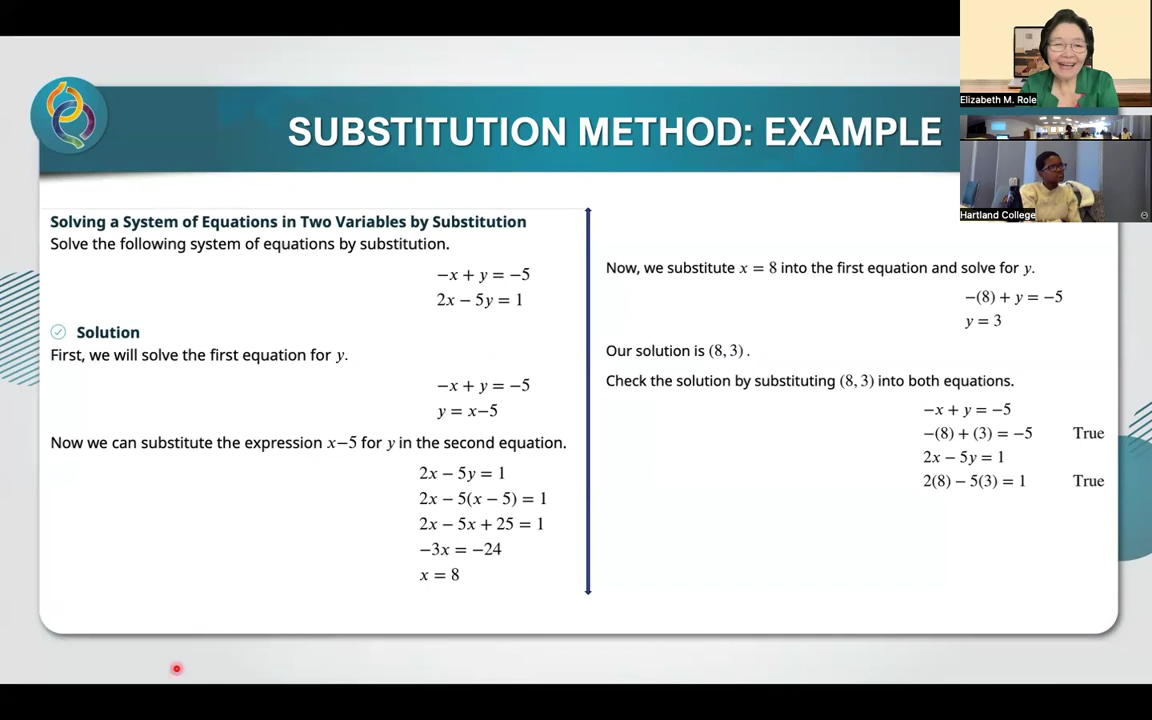 SUBSTITUTION METHOD: EXAMPLE
Elizabeth M. Role
Hartland College
Solving a System of Equations in Two Variables by Substitution
Solve the following system of equations by substitution.
−x + y = −5
2x − 5y = 1
Solution
First, we will solve the first equation for y.
−x + y = −5
y = x−5
Now we can substitute the expression x−5 for y in the second equation.
2x − 5y = 1
2x − 5(x − 5) = 1
2x − 5x + 25 = 1
−3x = −24
x = 8
Now, we substitute x = 8 into the first equation and solve for y.
−(8) + y = −5
y = 3
Our solution is (8, 3) .
Check the solution by substituting (8, 3) into both equations.
−x + y = −5
−(8) + (3) = −5 True
2x − 5y = 1
2(8) − 5(3) = 1 True